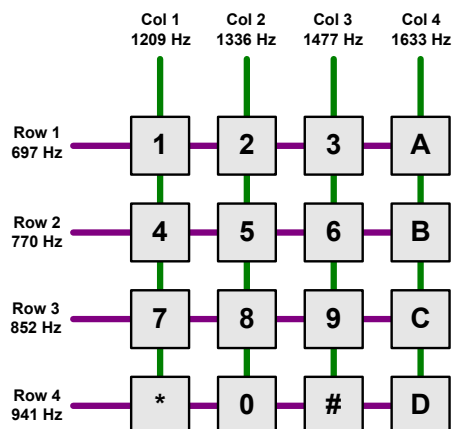 Col 1 Col 2 Col 3 Col 4
1209 Hz 1336 Hz 1477 Hz 1633 Hz
Row 1
697 Hz
1 2 3 A
Row 2
770 Hz
4 5 6 B
Row 3
852 Hz
7 8 9 C
Row 4
941 Hz
* 0 # D